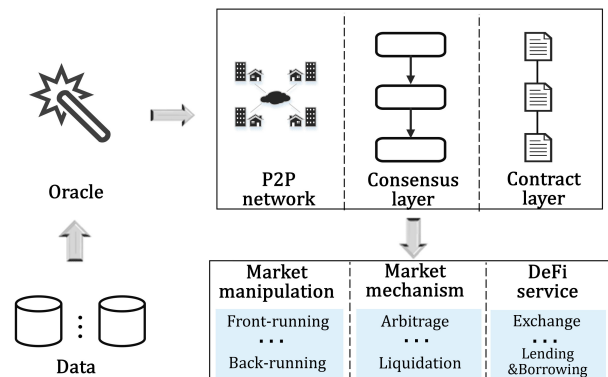 Oracle
P2P
network
Consensus
layer
Contract
layer
Data
Market
manipulation
Front-running
...
Back-running
Market
mechanism
Arbitrage
...
Liquidation
DeFi
service
Exchange
...
Lending
&Borrowing